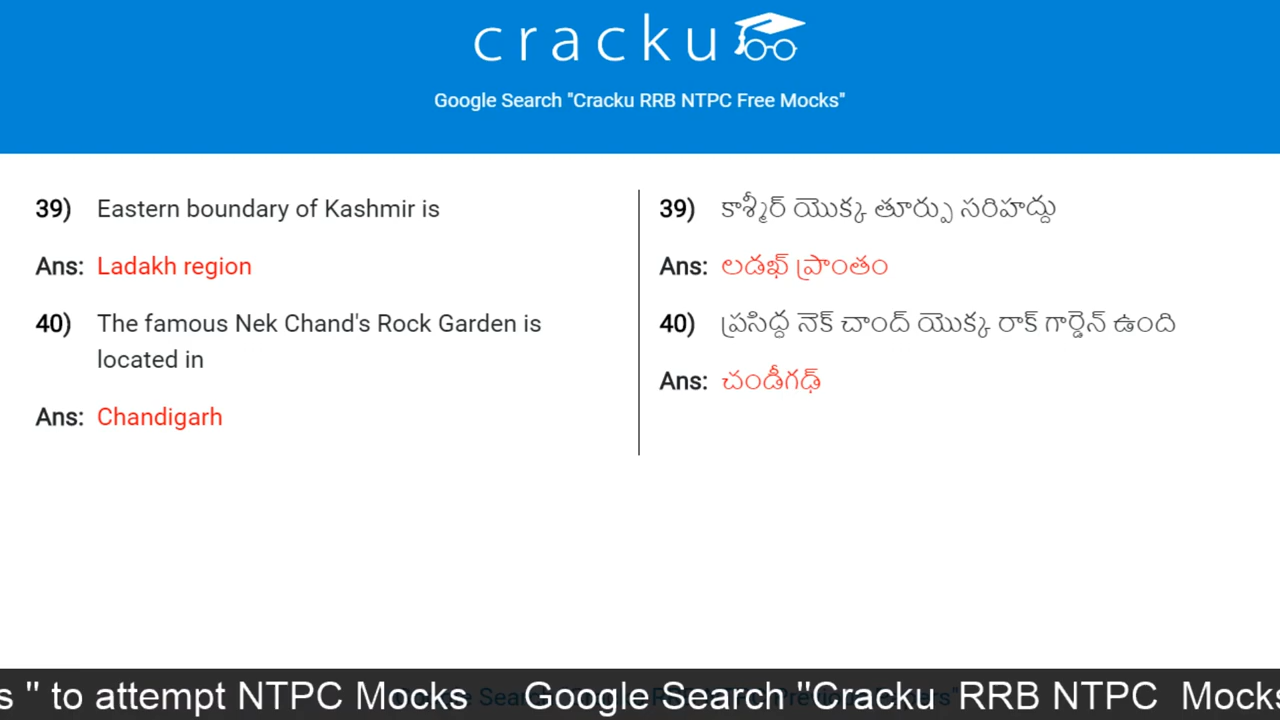 cracku
Google Search "Cracku RRB NTPC Free Mocks"
39) Eastern boundary of Kashmir is
Ans: Ladakh region
40) The famous Nek Chand's Rock Garden is
located in
Ans: Chandigarh
39) కాశ్మీర్ యొక్క తూర్పు సరిహద్దు
Ans: లడఖ్ ప్రాంతం
40) ప్రసిద్ధ నెక్ చాంద్ యొక్క రాక్ గార్డెన్ ఉంది
Ans: చండీగఢ్
s " to attempt NTPC Mocks Google Search "Cracku RRB NTPC Mocks